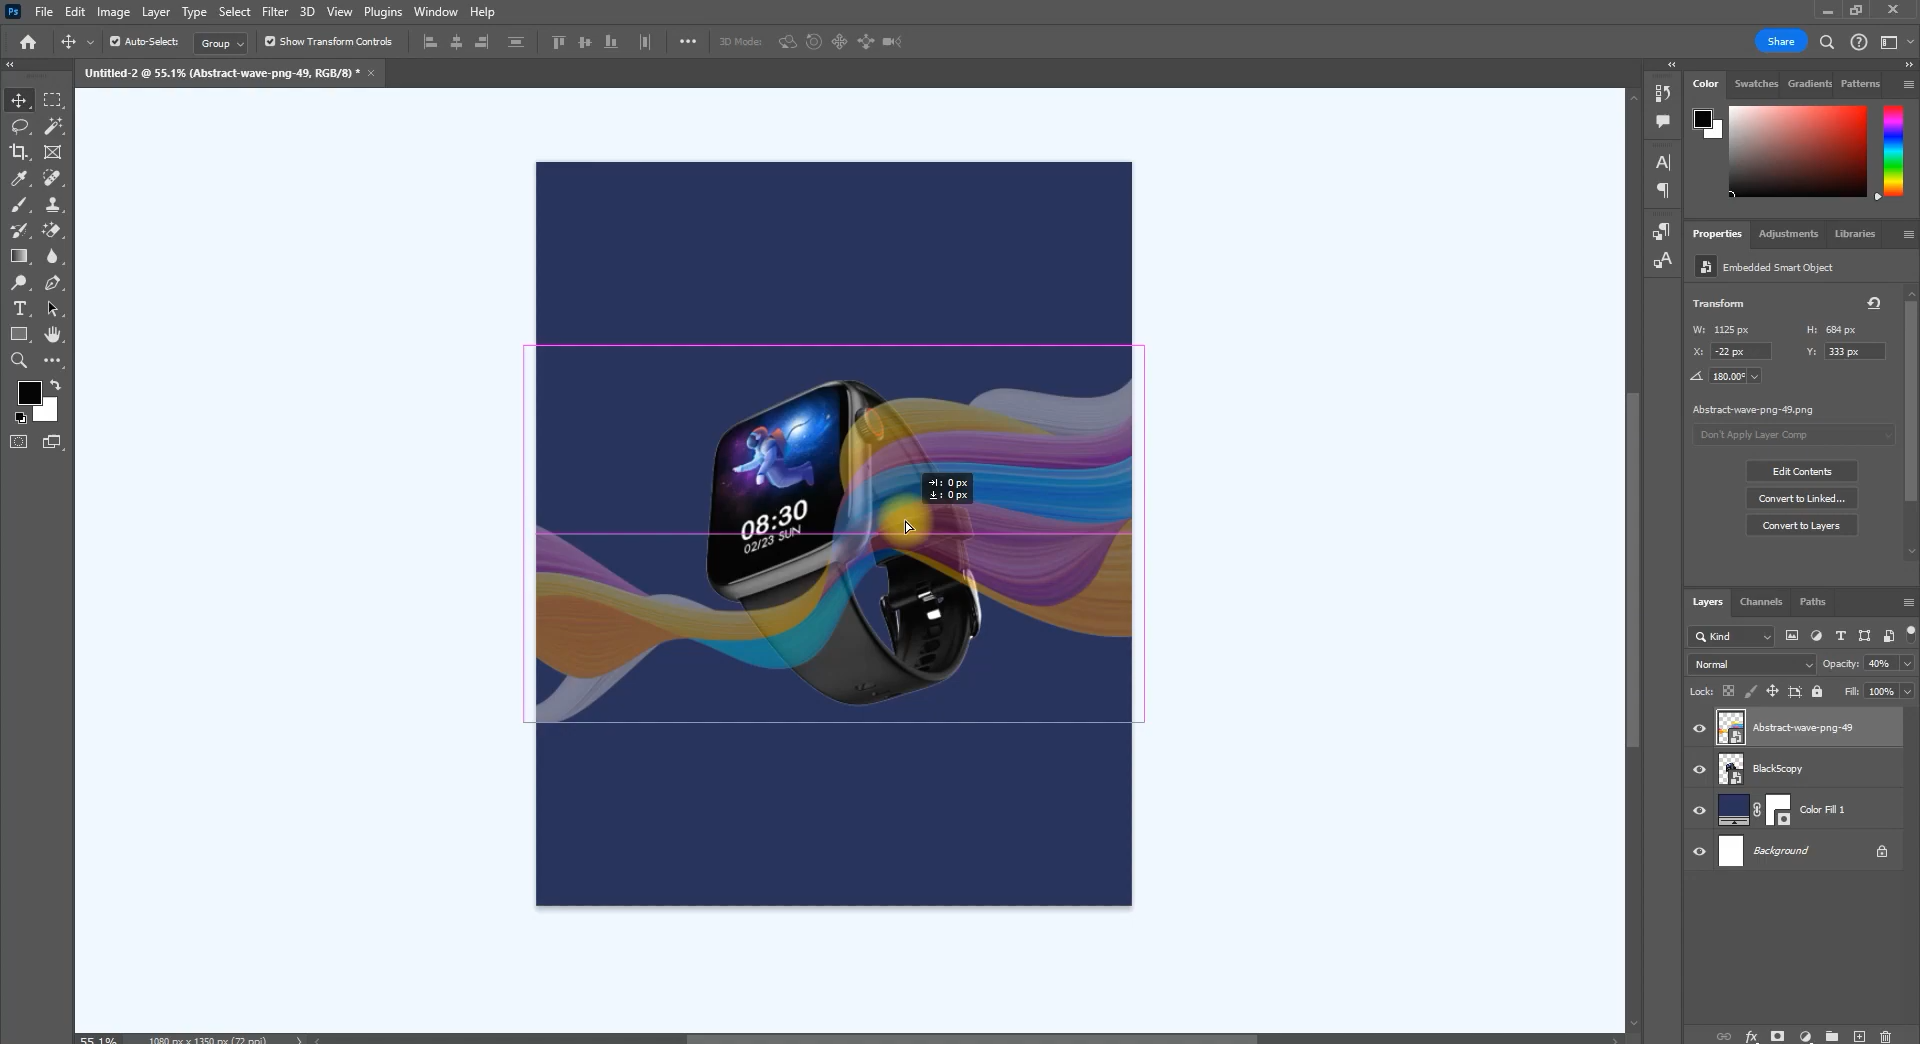 Ps File Edit Image Layer Type Select Filter 3D View Plugins Window Help
Auto-Select: Group Show Transform Controls 3D Mode: Share
Untitled-2 @ 55.1% (Abstract-wave-png-49, RGB/8) * ×
Color Swatches Gradients Patterns
Properties Adjustments Libraries
Embedded Smart Object
Transform
W: 1125 px H: 684 px
X: -22 px Y: 333 px
180.00°
Abstract-wave-png-49.png
Don't Apply Layer Comp
Edit Contents
Convert to Linked...
Convert to Layers
Layers Channels Paths
Kind
Normal Opacity: 40%
Lock: Fill: 100%
Abstract-wave-png-49
Black5copy
Color Fill 1
Background
08:30
02/23 SUN
: 0 px
: 0 px
55.1% 1080 px x 1350 px (72 ppi)